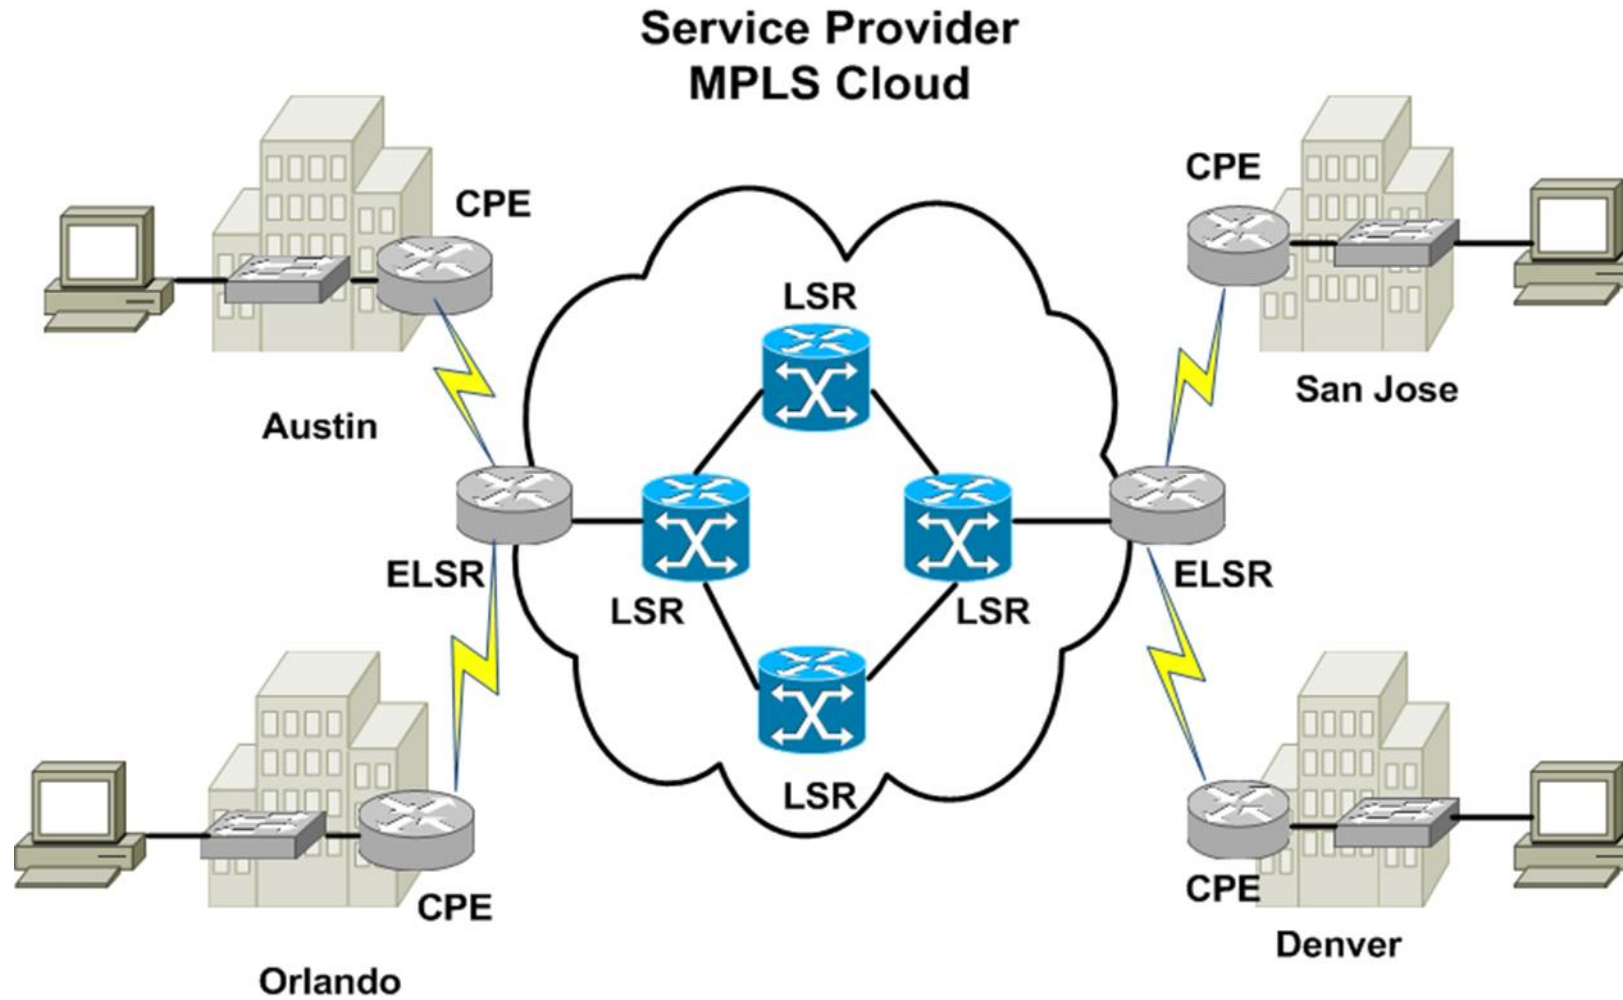 Service Provider
MPLS Cloud
CPE
CPE
LSR
Austin
San Jose
ELSR
LSR
LSR
ELSR
LSR
CPE
CPE
Orlando
Denver